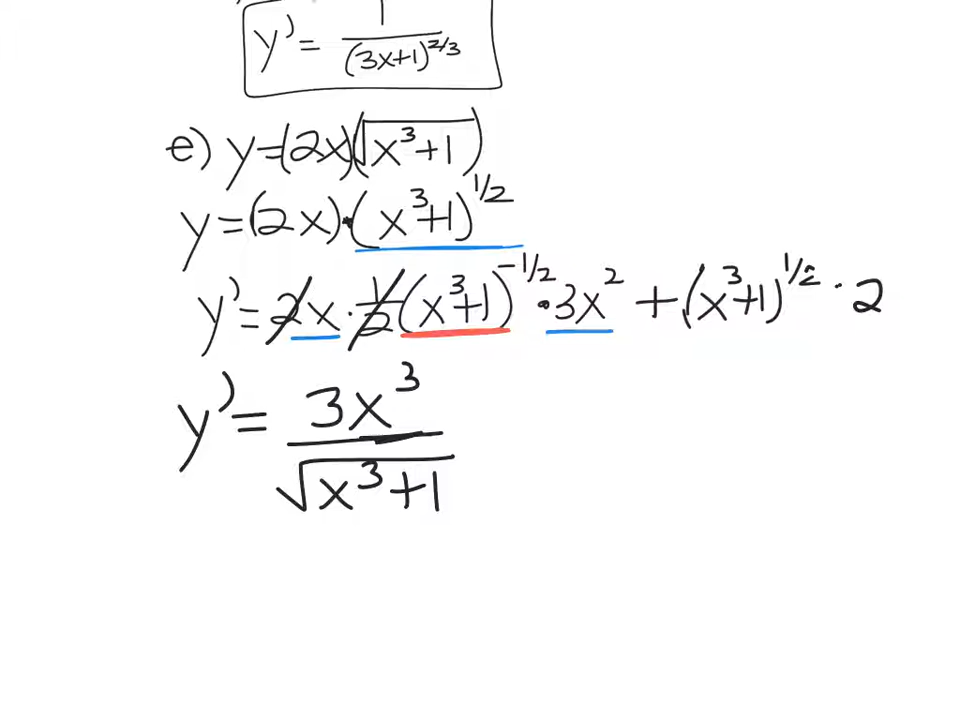 y' = 1/(3x+1)^{2/3}
e) y=(2x)(√(x³+1))
y=(2x)·(x³+1)^{1/2}
y'=2x·1/2(x³+1)^{-1/2}·3x²+(x³+1)^{1/2}·2
y'=3x³/√(x³+1)